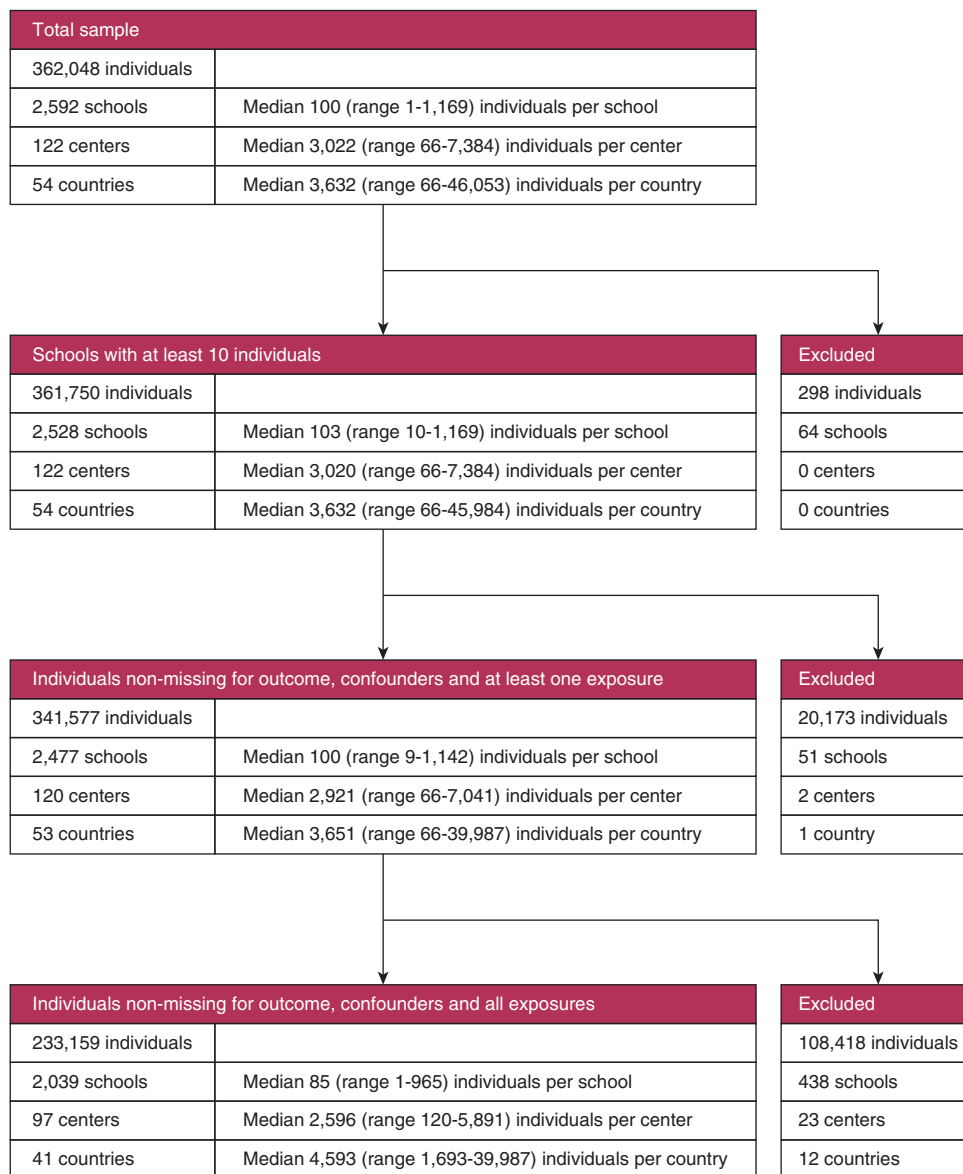 Total sample
362,048 individuals
2,592 schools Median 100 (range 1-1,169) individuals per school
122 centers Median 3,022 (range 66-7,384) individuals per center
54 countries Median 3,632 (range 66-46,053) individuals per country
Schools with at least 10 individuals Excluded
361,750 individuals 298 individuals
2,528 schools Median 103 (range 10-1,169) individuals per school 64 schools
122 centers Median 3,020 (range 66-7,384) individuals per center 0 centers
54 countries Median 3,632 (range 66-45,984) individuals per country 0 countries
Individuals non-missing for outcome, confounders and at least one exposure Excluded
341,577 individuals 20,173 individuals
2,477 schools Median 100 (range 9-1,142) individuals per school 51 schools
120 centers Median 2,921 (range 66-7,041) individuals per center 2 centers
53 countries Median 3,651 (range 66-39,987) individuals per country 1 country
Individuals non-missing for outcome, confounders and all exposures Excluded
233,159 individuals 108,418 individuals
2,039 schools Median 85 (range 1-965) individuals per school 438 schools
97 centers Median 2,596 (range 120-5,891) individuals per center 23 centers
41 countries Median 4,593 (range 1,693-39,987) individuals per country 12 countries